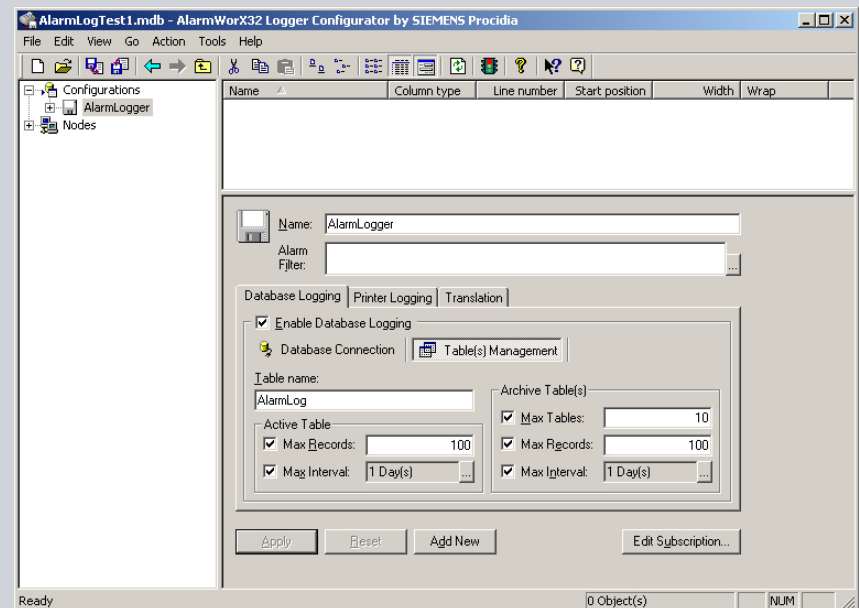 AlarmLogTest1.mdb - AlarmWorX32 Logger Configurator by SIEMENS Procidia
File Edit View Go Action Tools Help
Configurations
AlarmLogger
Nodes
Name Column type Line number Start position Width Wrap
Name: AlarmLogger
Alarm
Filter:
...
Database Logging Printer Logging Translation
Enable Database Logging
Database Connection Table(s) Management
Table name:
AlarmLog
Active Table
Max Records: 100
Max Interval: 1 Day(s) ...
Archive Table(s)
Max Tables: 10
Max Records: 100
Max Interval: 1 Day(s) ...
Apply Reset Add New Edit Subscription...
Ready 0 Object(s) NUM